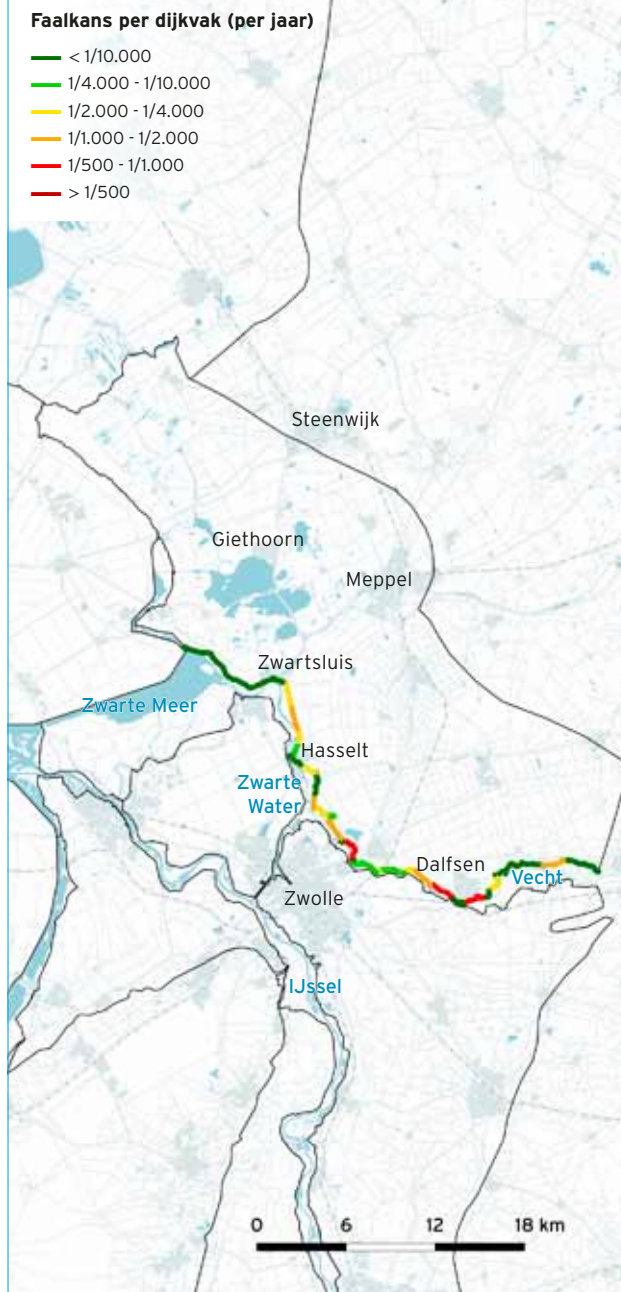 Faalkans per dijkvak (per jaar)
< 1/10.000
1/4.000 - 1/10.000
1/2.000 - 1/4.000
1/1.000 - 1/2.000
1/500 - 1/1.000
> 1/500
Steenwijk
Giethoorn
Meppel
Zwartsluis
Zwarte Meer
Hasselt
Zwarte
Water
Dalfsen
Vecht
Zwolle
IJssel
0 6 12 18 km